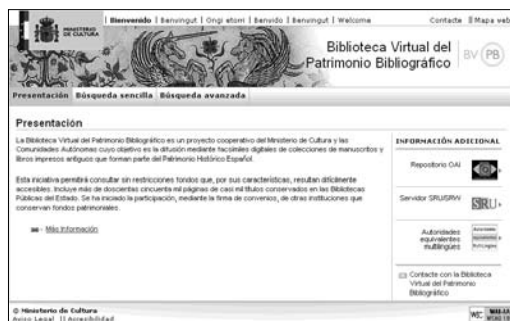 MINISTERIO
DE CULTURA
| Bienvenido | Benvingut | Ongi etorri | Benvido | Benvingut | Welcome
Contacte || Mapa web
Biblioteca
Virtual del
Patrimonio
Bibliográfico
BV PB
Presentación Búsqueda sencilla Búsqueda avanzada
Presentación
La Biblioteca Virtual del Patrimonio Bibliográfico es un proyecto cooperativo del Ministerio de Cultura y las
Comunidades Autónomas cuyo objetivo es la difusión mediante facsímiles digitales de colecciones de manuscritos y
libros impresos antiguos que forman parte del Patrimonio Histórico Español.
Esta iniciativa permitirá consultar sin restricciones fondos que, por sus características, resultan difícilmente
accesibles. Incluye más de doscientas cincuenta mil páginas de casi mil títulos conservados en las Bibliotecas
Públicas del Estado. Se ha iniciado la participación, mediante la firma de convenios, de otras instituciones que
conservan fondos patrimoniales.
- Más Información
INFORMACIÓN ADICIONAL
Repositorio OAI
Servidor SRU/SRW
SRU
Autoridades
equivalentes
multilingües
Contacte con la Biblioteca
Virtual del Patrimonio
Bibliográfico
© Ministerio de Cultura
Aviso Legal || Accesibilidad
W3C